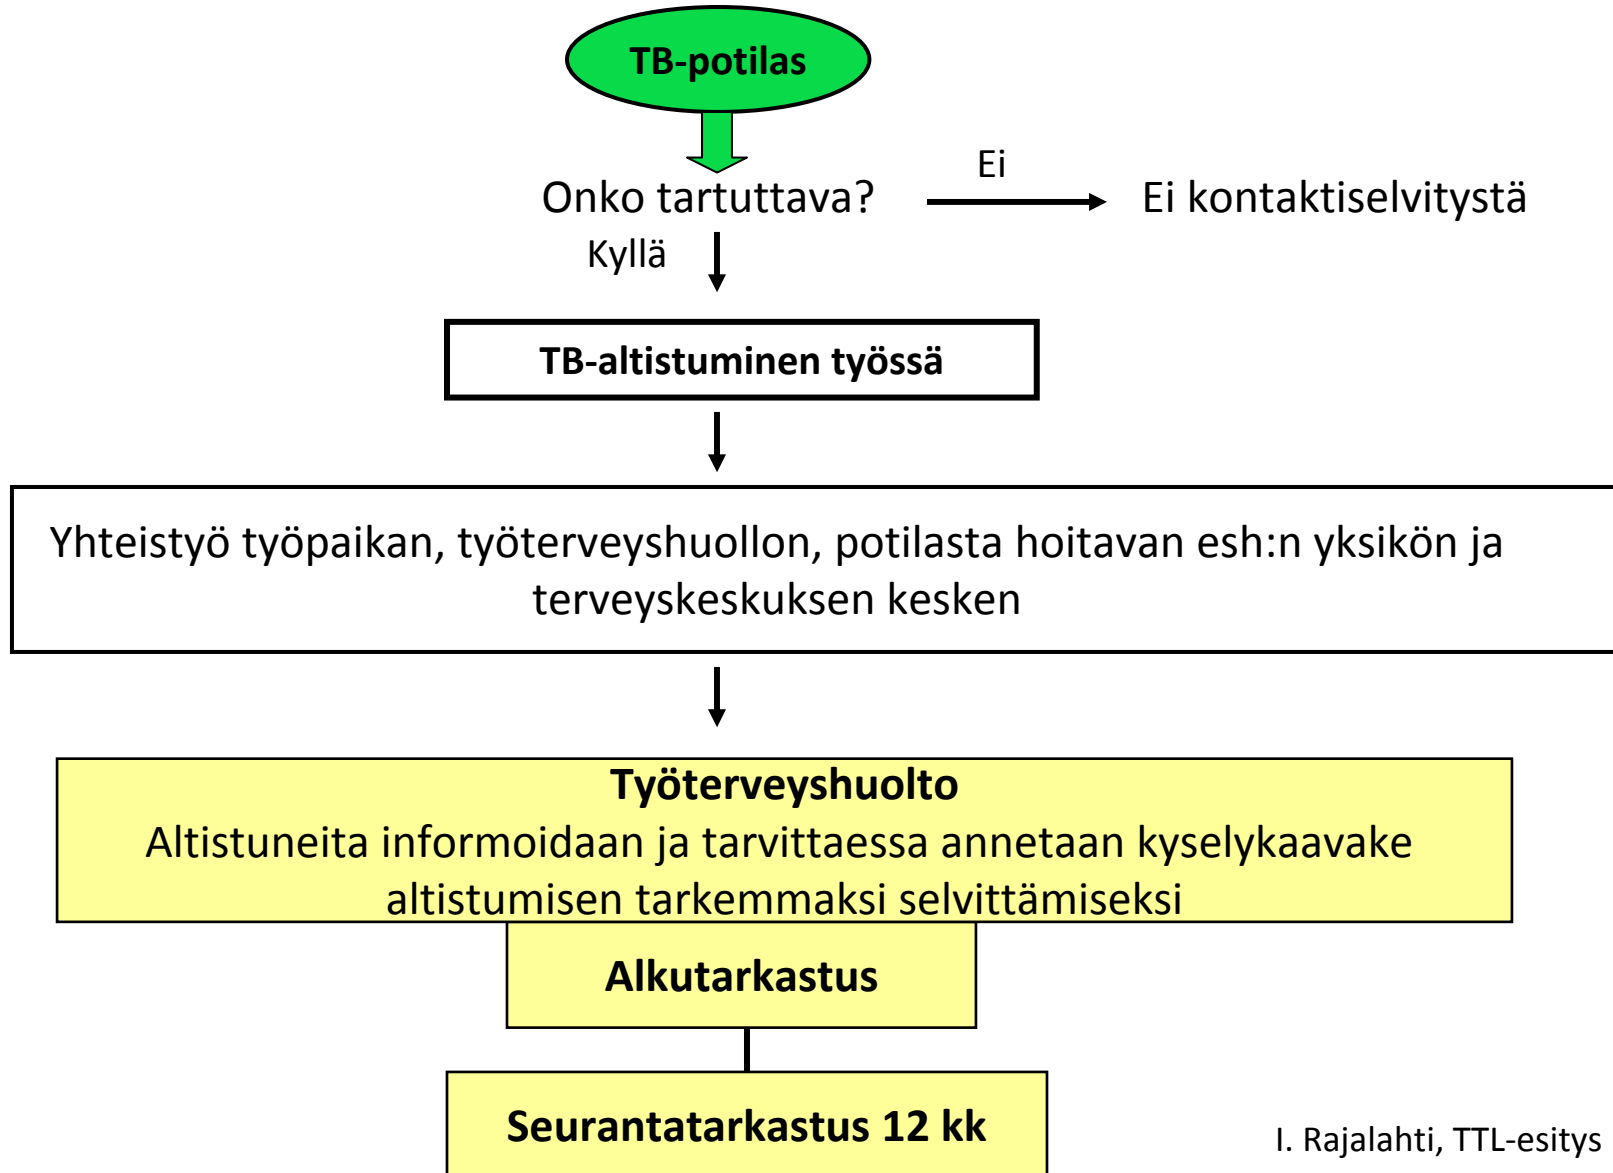 TB-potilas
Onko tartuttava?
Ei
Ei kontaktiselvitystä
Kyllä
TB-altistuminen työssä
Yhteistyö työpaikan, työterveyshuollon, potilasta hoitavan esh:n yksikön ja
terveyskeskuksen kesken
Työterveyshuolto
Altistuneita informoidaan ja tarvittaessa annetaan kyselykaavake
altistumisen tarkemmaksi selvittämiseksi
Alkutarkastus
Seurantatarkastus 12 kk
I. Rajalahti, TTL-esitys